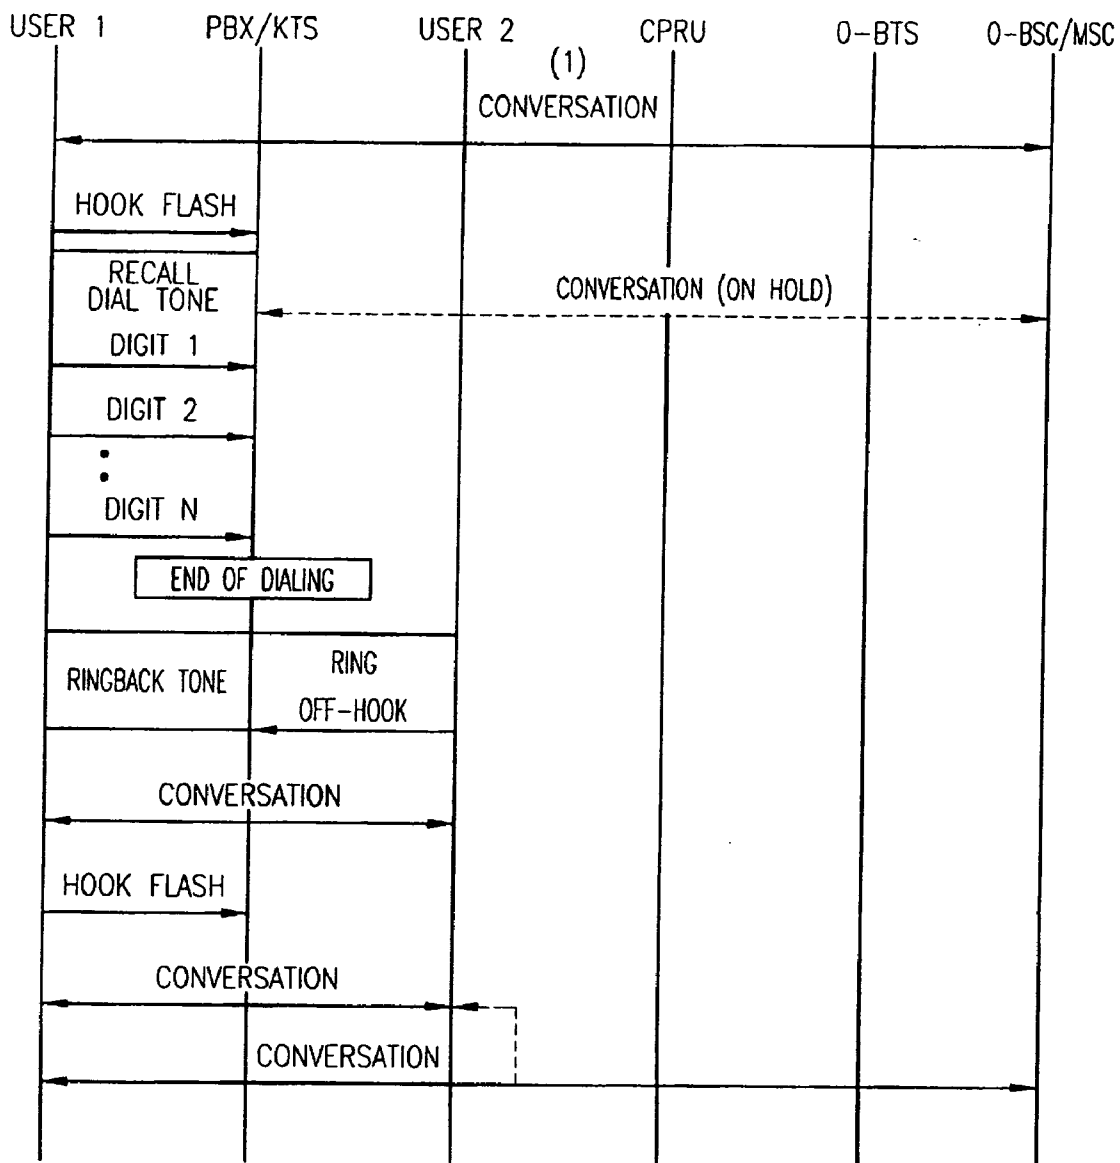 USER 1 PBX/KTS USER 2 CPRU O-BTS O-BSC/MSC
(1)
CONVERSATION
HOOK FLASH
RECALL
DIAL TONE
CONVERSATION (ON HOLD)
DIGIT 1
DIGIT 2
DIGIT N
END OF DIALING
RINGBACK TONE
RING
OFF-HOOK
CONVERSATION
HOOK FLASH
CONVERSATION
CONVERSATION